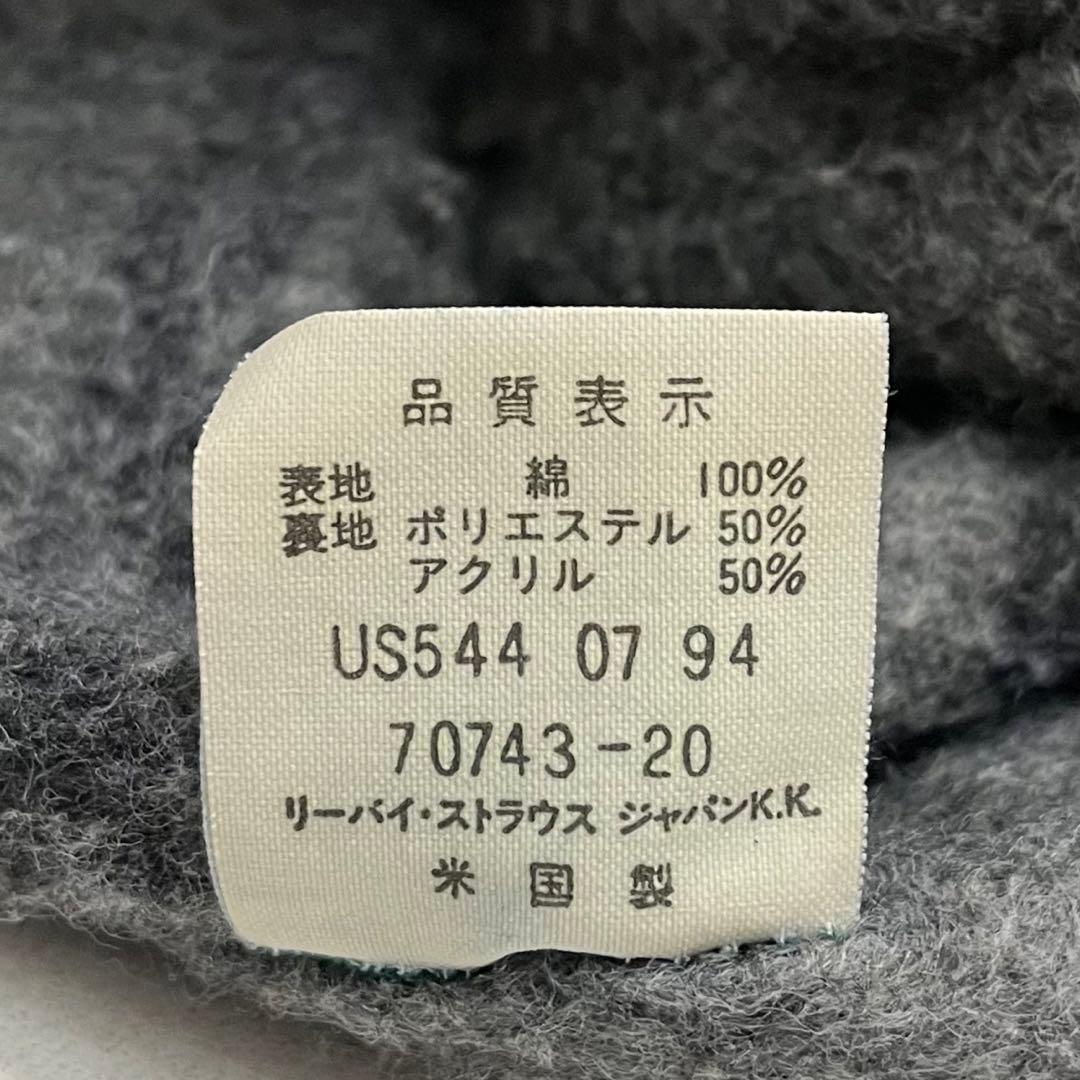 品質表示
表地 綿 100%
裏地 ポリエステル 50%
アクリル 50%
US544 07 94
70743-20
リーバイ・ストラウス ジャパンK.K.
米国製